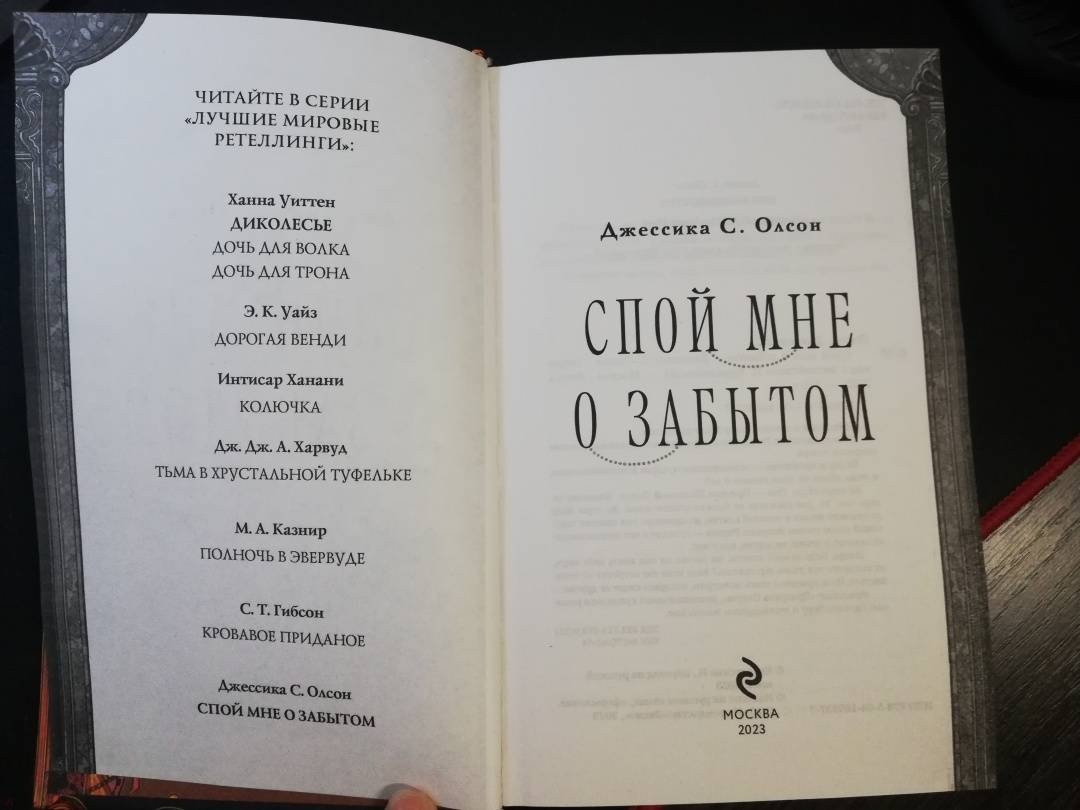 ЧИТАЙТЕ В СЕРИИ
«ЛУЧШИЕ МИРОВЫЕ
РЕТЕЛЛИНГИ»:
Ханна Уиттен
ДИКОЛЕСЬЕ
ДОЧЬ ДЛЯ ВОЛКА
ДОЧЬ ДЛЯ ТРОНА
Э. К. Уайз
ДОРОГАЯ ВЕНДИ
Интисар Ханани
КОЛЮЧКА
Дж. Дж. А. Харвуд
ТЬМА В ХРУСТАЛЬНОЙ ТУФЕЛЬКЕ
М. А. Казнир
ПОЛНОЧЬ В ЭВЕРВУДЕ
С. Т. Гибсон
КРОВАВОЕ ПРИДАНОЕ
Джессика С. Олсон
СПОЙ МНЕ О ЗАБЫТОМ
Джессика С. Олсон
СПОЙ МНЕ
О ЗАБЫТОМ
МОСКВА
2023